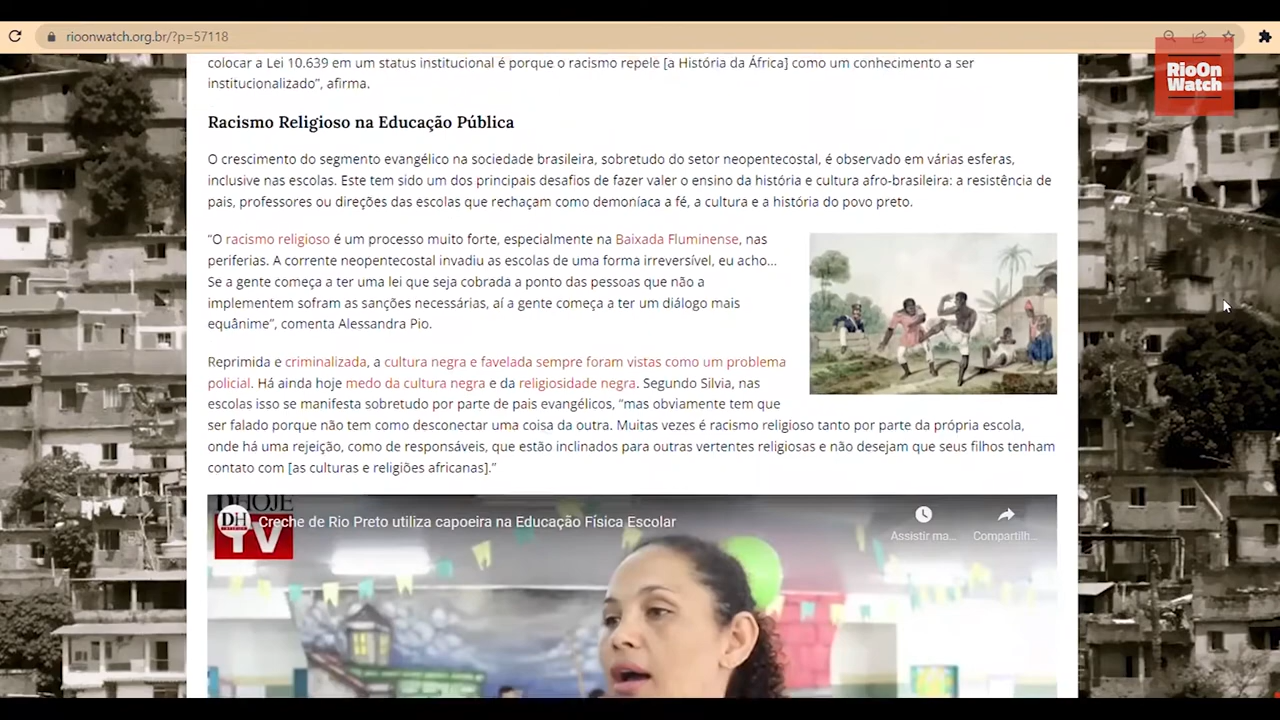 rioonwatch.org.br/?p=57118
RioOn
Watch
colocar a Lei 10.639 em um status institucional é porque o racismo repele [a História da África] como um conhecimento a ser
institucionalizado”, afirma.
Racismo Religioso na Educação Pública
O crescimento do segmento evangélico na sociedade brasileira, sobretudo do setor neopentecostal, é observado em várias esferas,
inclusive nas escolas. Este tem sido um dos principais desafios de fazer valer o ensino da história e cultura afro-brasileira: a resistência de
pais, professores ou direções das escolas que rechaçam como demoníaca a fé, a cultura e a história do povo preto.
“O racismo religioso é um processo muito forte, especialmente na Baixada Fluminense, nas
periferias. A corrente neopentecostal invadiu as escolas de uma forma irreversível, eu acho...
Se a gente começa a ter uma lei que seja cobrada a ponto das pessoas que não a
implementem sofram as sanções necessárias, aí a gente começa a ter um diálogo mais
equânime”, comenta Alessandra Pio.
Reprimida e criminalizada, a cultura negra e favelada sempre foram vistas como um problema
policial. Há ainda hoje medo da cultura negra e da religiosidade negra. Segundo Silvia, nas
escolas isso se manifesta sobretudo por parte de pais evangélicos, “mas obviamente tem que
ser falado porque não tem como desconectar uma coisa da outra. Muitas vezes é racismo religioso tanto por parte da própria escola,
onde há uma rejeição, como de responsáveis, que estão inclinados para outras vertentes religiosas e não desejam que seus filhos tenham
contato com [as culturas e religiões africanas].”
DHOJE
DH
TV
Creche de Rio Preto utiliza capoeira na Educação Física Escolar
Assistir ma...
Compartilh...